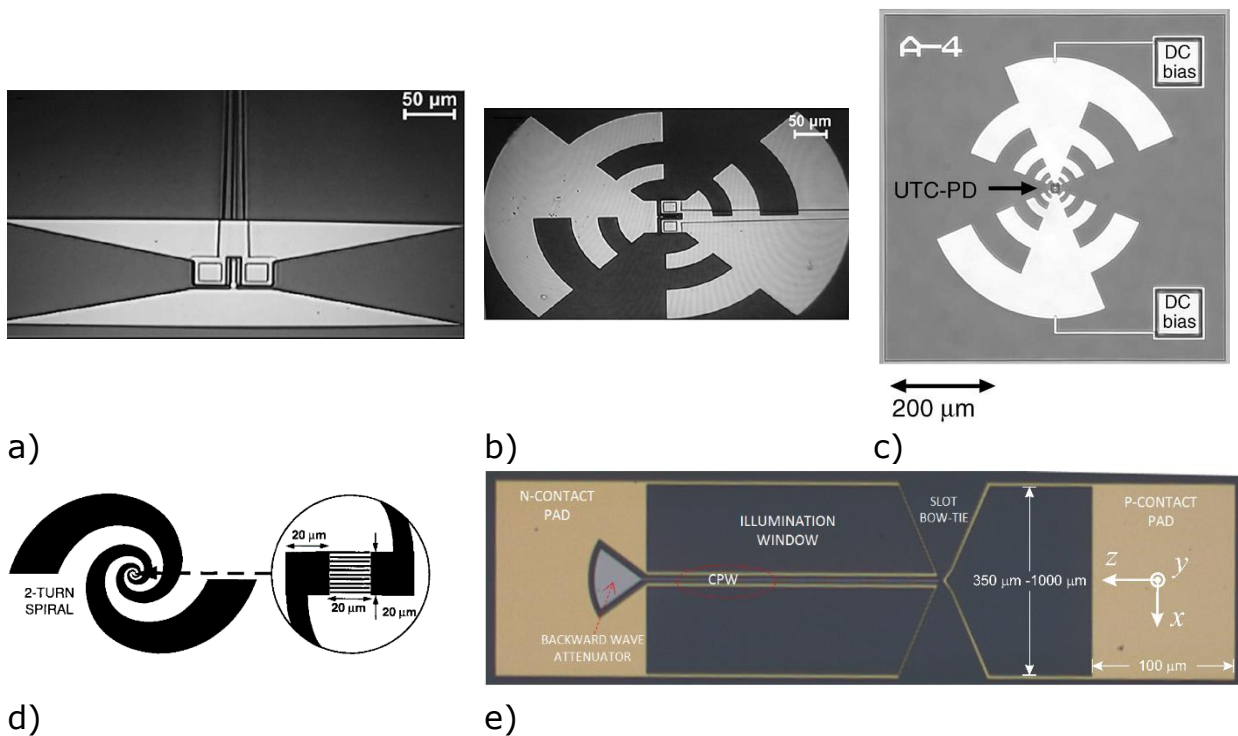 50 µm
50 µm
A-4
DC
bias
UTC-PD
DC
bias
200 µm
a)
b)
c)
2-TURN
SPIRAL
20 µm
20 µm
20 µm
N-CONTACT
PAD
ILLUMINATION
WINDOW
SLOT
BOW-TIE
P-CONTACT
PAD
CPW
350 µm -1000 µm
z
y
x
BACKWARD WAVE
ATTENUATOR
100 µm
d)
e)